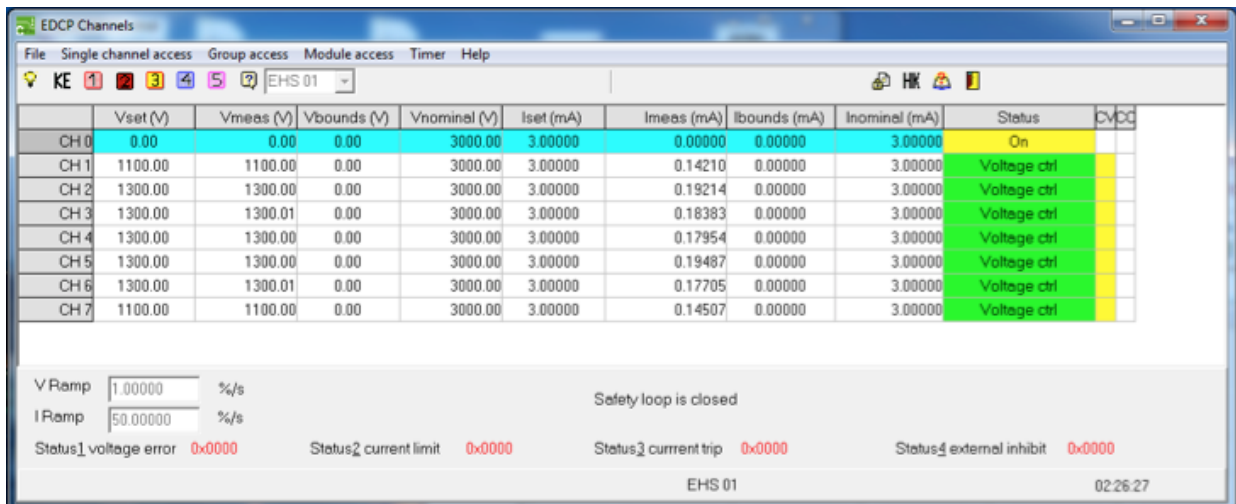 EDCP Channels
File Single channel access Group access Module access Timer Help
KE 1 2 3 4 5 ? EHS 01 HK
Vset (V) Vmeas (V) Vbounds (V) Vnominal (V) Iset (mA) Imeas (mA) Ibounds (mA) Inominal (mA) Status CV CC
CH 0 0.00 0.00 0.00 3000.00 3.00000 0.00000 0.00000 3.00000 On
CH 1 1100.00 1100.00 0.00 3000.00 3.00000 0.14210 0.00000 3.00000 Voltage ctrl
CH 2 1300.00 1300.00 0.00 3000.00 3.00000 0.19214 0.00000 3.00000 Voltage ctrl
CH 3 1300.00 1300.01 0.00 3000.00 3.00000 0.18383 0.00000 3.00000 Voltage ctrl
CH 4 1300.00 1300.00 0.00 3000.00 3.00000 0.17954 0.00000 3.00000 Voltage ctrl
CH 5 1300.00 1300.00 0.00 3000.00 3.00000 0.19487 0.00000 3.00000 Voltage ctrl
CH 6 1300.00 1300.01 0.00 3000.00 3.00000 0.17705 0.00000 3.00000 Voltage ctrl
CH 7 1100.00 1100.00 0.00 3000.00 3.00000 0.14507 0.00000 3.00000 Voltage ctrl
V Ramp 1.00000 %/s
Safety loop is closed
I Ramp 50.00000 %/s
Status1 voltage error 0x0000 Status2 current limit 0x0000 Status3 currrent trip 0x0000 Status4 external inhibit 0x0000
EHS 01 02:26:27